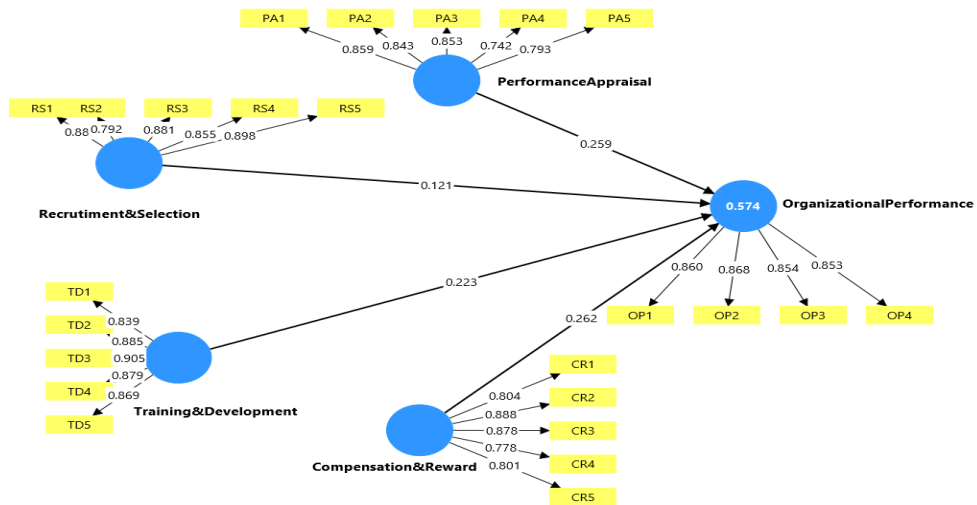 PA1 PA2 PA3 PA4 PA5
0.859 0.843 0.853 0.742 0.793
PerformanceAppraisal
RS1 RS2 RS3 RS4 RS5
0.88 0.792 0.881 0.855 0.898
Recrutiment&Selection
0.259
0.121
0.574
OrganizationalPerformance
0.860 0.868 0.854 0.853
OP1 OP2 OP3 OP4
0.223
0.262
TD1
0.839
TD2
0.885
TD3 0.905
0.879
TD4
0.869
TD5
Training&Development
CR1
0.804
CR2
0.888
0.878 CR3
0.778
CR4
0.801
CR5
Compensation&Reward